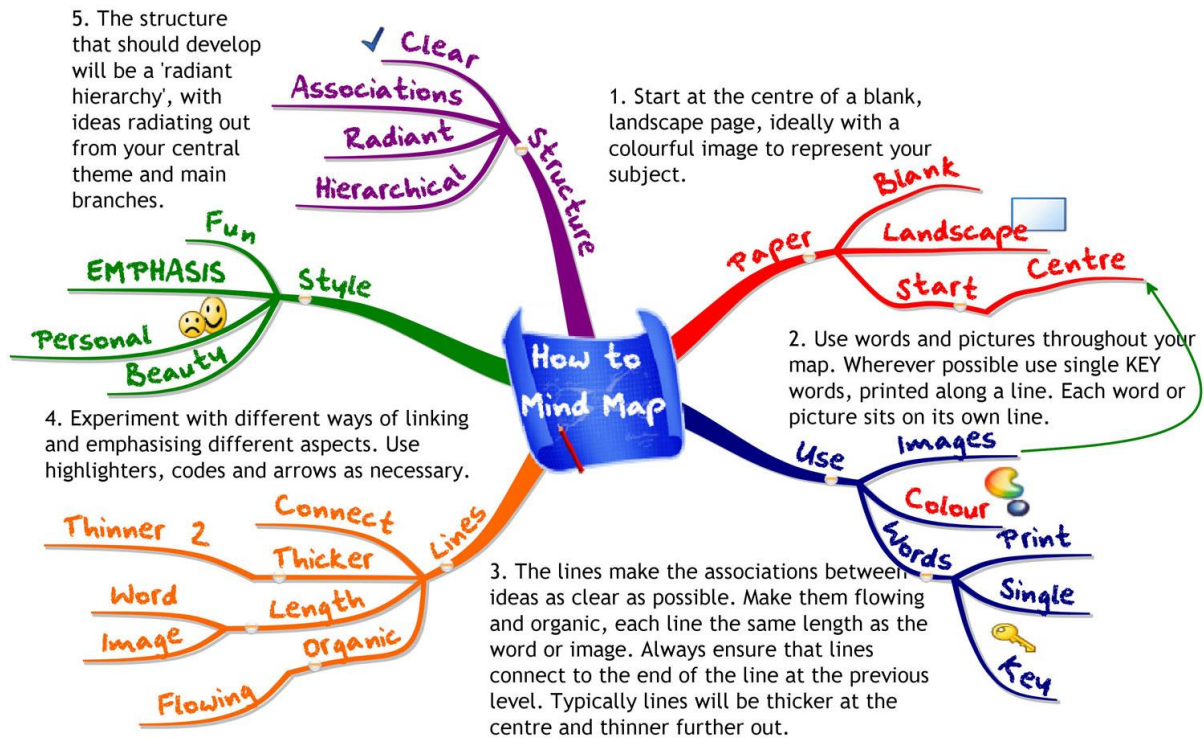 How to
Mind Map
1. Start at the centre of a blank,
landscape page, ideally with a
colourful image to represent your
subject.
Paper
Blank
Landscape
Start
Centre
2. Use words and pictures throughout your
map. Wherever possible use single KEY
words, printed along a line. Each word or
picture sits on its own line.
Use
Images
Colour
Words
Print
Single
Key
3. The lines make the associations between
ideas as clear as possible. Make them flowing
and organic, each line the same length as the
word or image. Always ensure that lines
connect to the end of the line at the previous
level. Typically lines will be thicker at the
centre and thinner further out.
Lines
Connect
Thicker
Thinner 2
Length
Word
Image
Organic
Flowing
4. Experiment with different ways of linking
and emphasising different aspects. Use
highlighters, codes and arrows as necessary.
Style
Fun
EMPHASIS
Personal
Beauty
5. The structure
that should develop
will be a 'radiant
hierarchy', with
ideas radiating out
from your central
theme and main
branches.
Structure
Clear
Associations
Radiant
Hierarchical